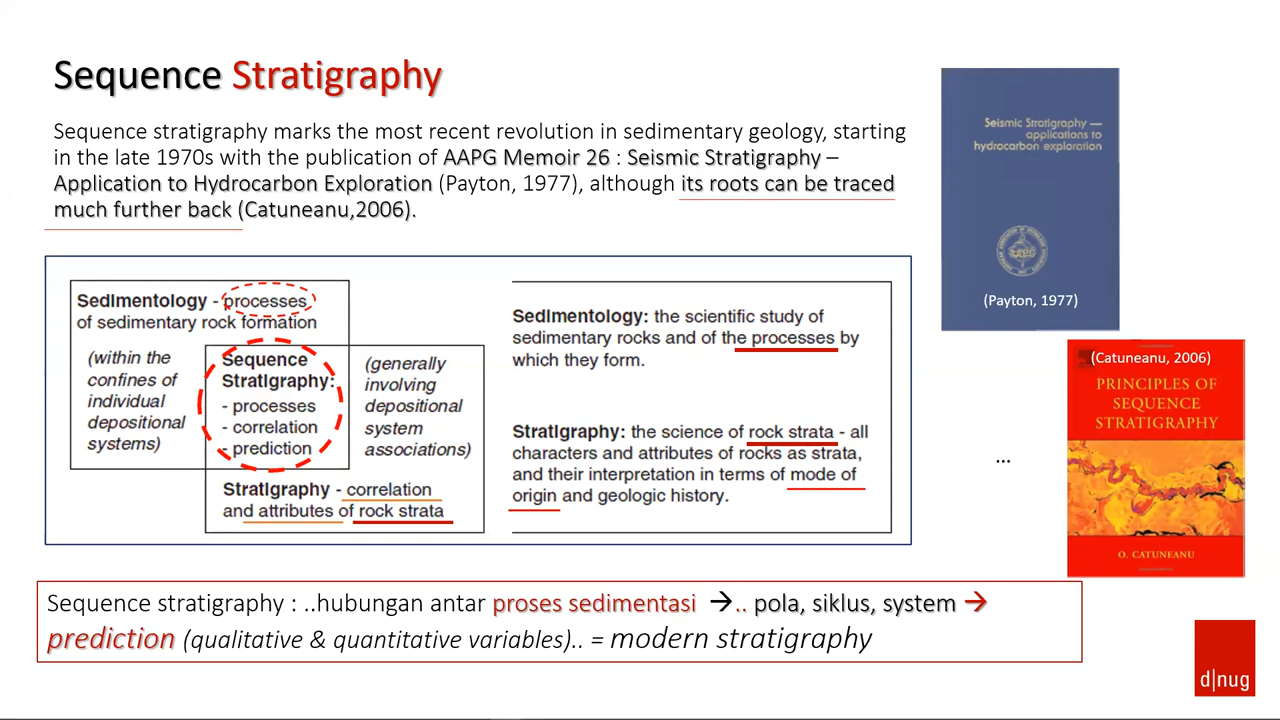 Sequence Stratigraphy
Sequence stratigraphy marks the most recent revolution in sedimentary geology, starting
in the late 1970s with the publication of AAPG Memoir 26 : Seismic Stratigraphy –
Application to Hydrocarbon Exploration (Payton, 1977), although its roots can be traced
much further back (Catuneanu,2006).
Sedimentology - processes
of sedimentary rock formation
(within the
confines of
individual
depositional
systems)
Sequence
Stratigraphy:
- processes
- correlation
- prediction
(generally
involving
depositional
system
associations)
Stratigraphy - correlation
and attributes of rock strata
Sedimentology: the scientific study of
sedimentary rocks and of the processes by
which they form.
Stratigraphy: the science of rock strata - all
characters and attributes of rocks as strata,
and their interpretation in terms of mode of
origin and geologic history.
Seismic Stratigraphy —
applications to
hydrocarbon exploration
(Payton, 1977)
...
(Catuneanu, 2006)
PRINCIPLES OF
SEQUENCE
STRATIGRAPHY
O. CATUNEANU
Sequence stratigraphy : ..hubungan antar proses sedimentasi →.. pola, siklus, system →
prediction (qualitative & quantitative variables).. = modern stratigraphy
d|nug